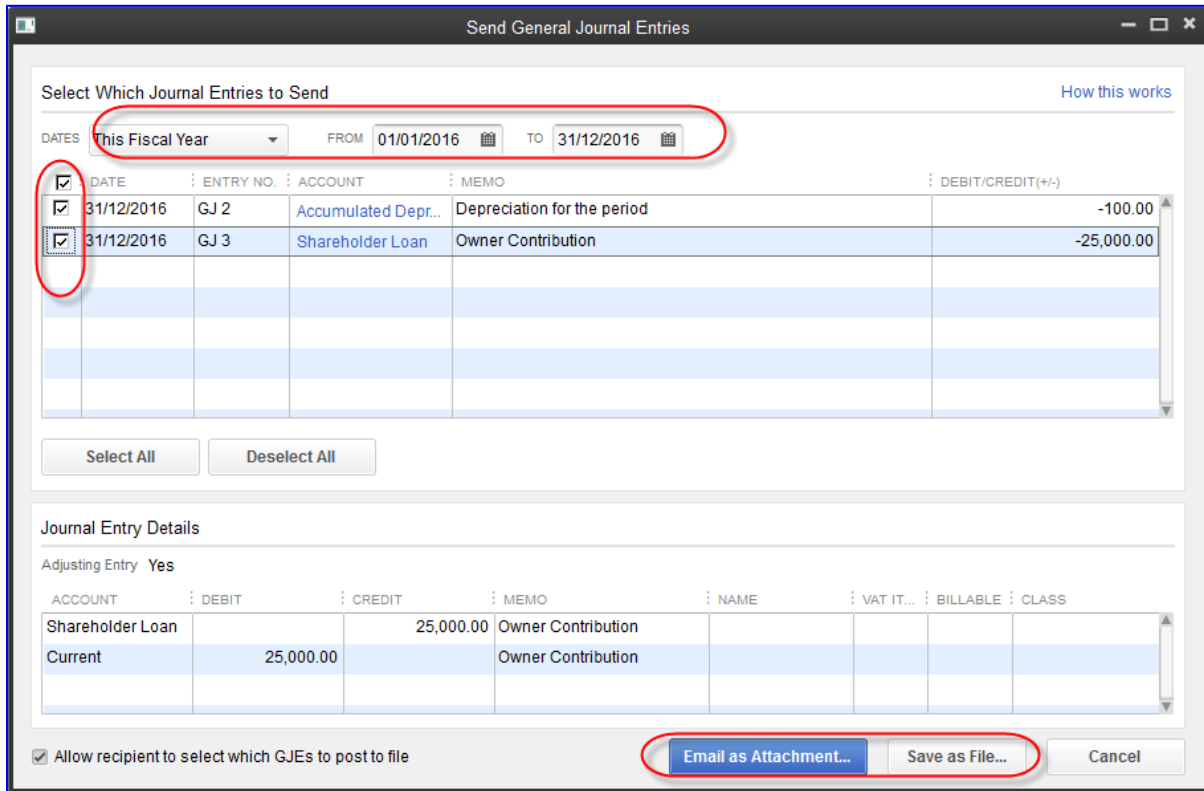 Send General Journal Entries
Select Which Journal Entries to Send How this works
DATES This Fiscal Year FROM 01/01/2016 TO 31/12/2016
DATE ENTRY NO. ACCOUNT MEMO DEBIT/CREDIT(+/-)
31/12/2016 GJ 2 Accumulated Depr... Depreciation for the period -100.00
31/12/2016 GJ 3 Shareholder Loan Owner Contribution -25,000.00
Select All Deselect All
Journal Entry Details
Adjusting Entry Yes
ACCOUNT DEBIT CREDIT MEMO NAME VAT IT... BILLABLE CLASS
Shareholder Loan 25,000.00 Owner Contribution
Current 25,000.00 Owner Contribution
Allow recipient to select which GJEs to post to file Email as Attachment... Save as File... Cancel